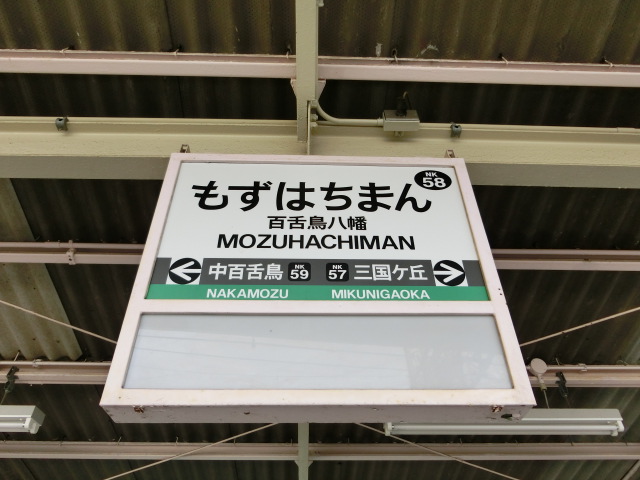 NK
58
もずはちまん
百舌鳥八幡
MOZUHACHIMAN
中百舌鳥 NK 59 NK 57 三国ケ丘
NAKAMOZU MIKUNIGAOKA